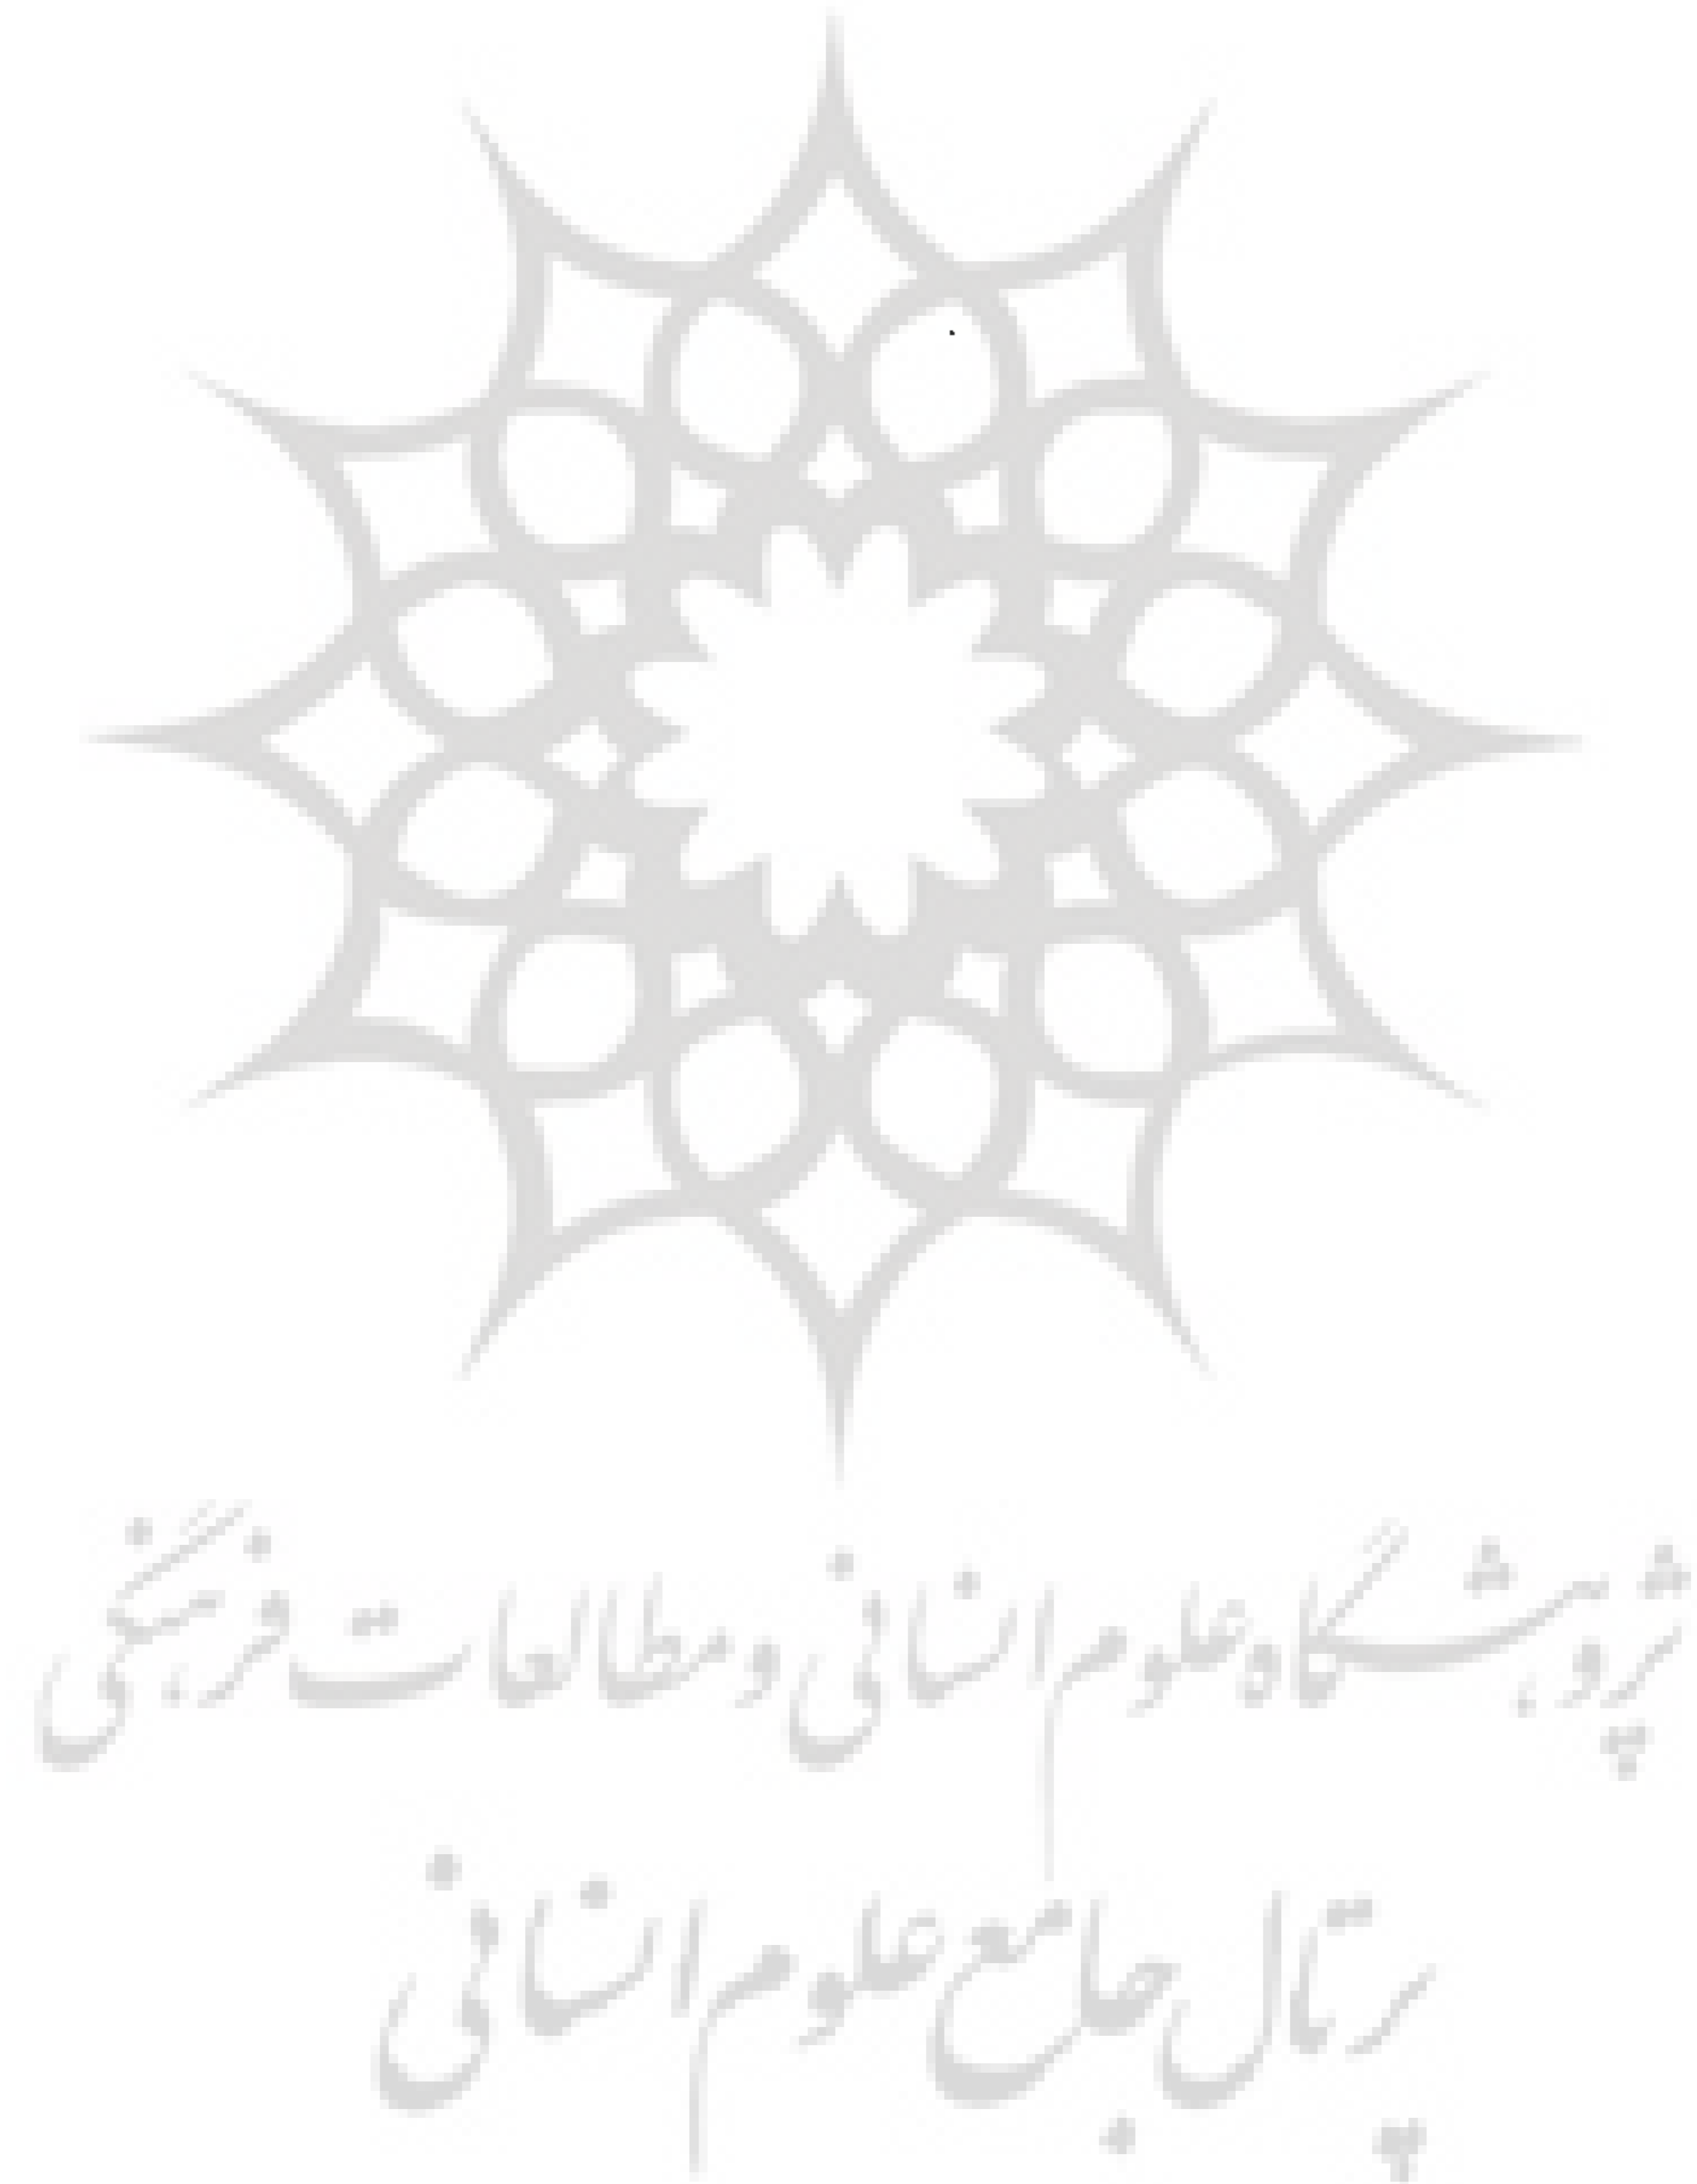 پژوهشگاه علوم انسانی و مطالعات فرهنگی
پرتال جامع علوم انسانی